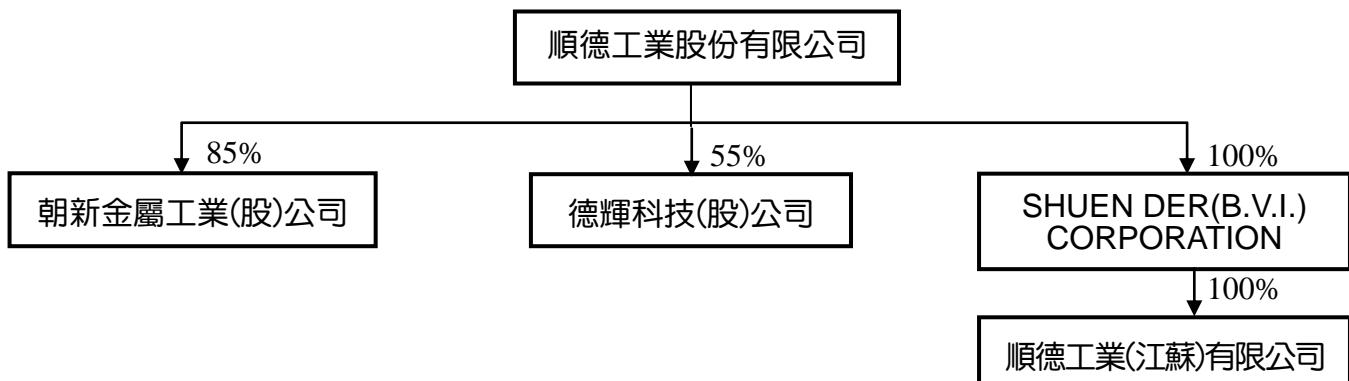 順德工業股份有限公司
85%
55%
100%
朝新金屬工業(股)公司
德輝科技(股)公司
SHUEN DER(B.V.I.)
CORPORATION
100%
順德工業(江蘇)有限公司